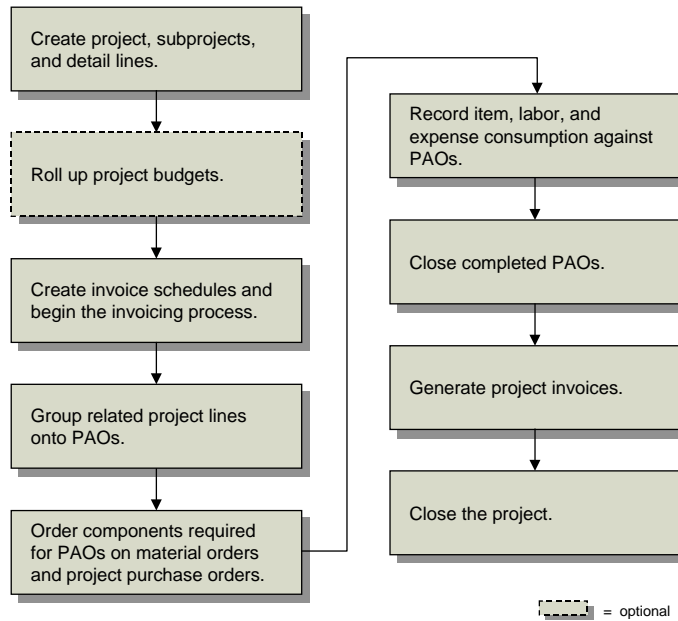 Create project, subprojects,
and detail lines.
Roll up project budgets.
Create invoice schedules and
begin the invoicing process.
Group related project lines
onto PAOs.
Order components required
for PAOs on material orders
and project purchase orders.
Record item, labor, and
expense consumption against
PAOs.
Close completed PAOs.
Generate project invoices.
Close the project.
= optional